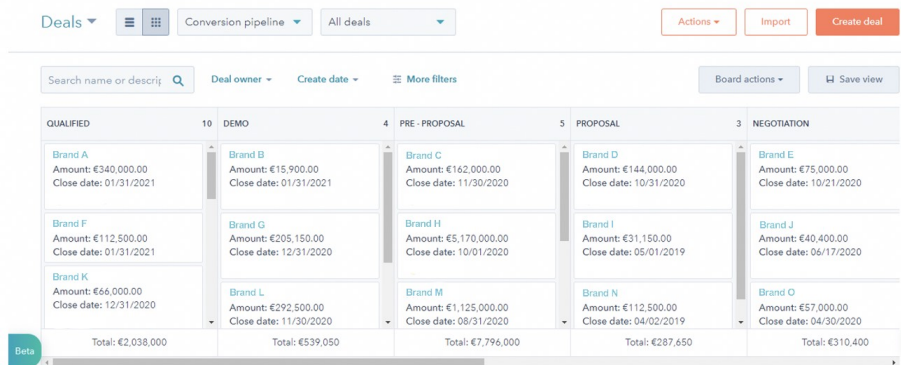 Deals
Conversion pipeline
All deals
Actions
Import
Create deal
Search name or descrip
Deal owner
Create date
More filters
Board actions
Save view
QUALIFIED 10
DEMO 4
PRE - PROPOSAL 5
PROPOSAL 3
NEGOTIATION
Brand A
Amount: €340,000.00
Close date: 01/31/2021
Brand F
Amount: €112,500.00
Close date: 01/31/2021
Brand K
Amount: €66,000.00
Close date: 12/31/2020
Total: €2,038,000
Brand B
Amount: €15,900.00
Close date: 01/31/2021
Brand G
Amount: €205,150.00
Close date: 12/31/2020
Brand L
Amount: €292,500.00
Close date: 11/30/2020
Total: €539,050
Brand C
Amount: €162,000.00
Close date: 11/30/2020
Brand H
Amount: €5,170,000.00
Close date: 10/01/2020
Brand M
Amount: €1,125,000.00
Close date: 08/31/2020
Total: €7,796,000
Brand D
Amount: €144,000.00
Close date: 10/31/2020
Brand I
Amount: €31,150.00
Close date: 05/01/2019
Brand N
Amount: €112,500.00
Close date: 04/02/2019
Total: €287,650
Brand E
Amount: €75,000.00
Close date: 10/21/2020
Brand J
Amount: €40,400.00
Close date: 06/17/2020
Brand O
Amount: €57,000.00
Close date: 04/30/2020
Total: €310,400
Beta